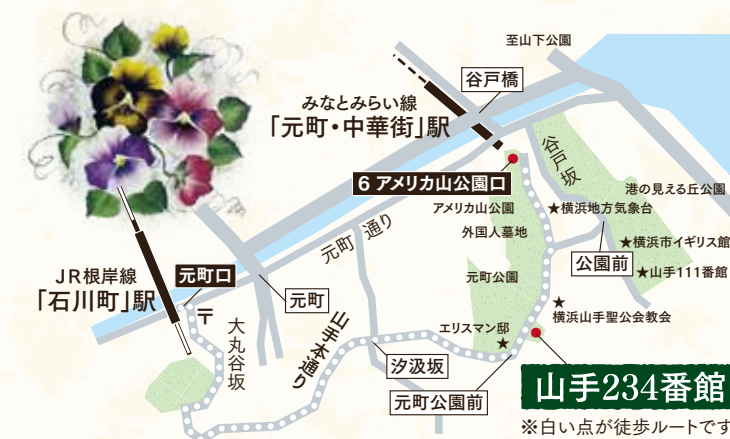 至山下公園
谷戸橋
みなとみらい線
「元町・中華街」駅
谷戸坂
6 アメリカ山公園口
港の見える丘公園
アメリカ山公園
★横浜地方気象台
元町通り
外国人墓地
★横浜市イギリス館
公園前
JR根岸線
「石川町」駅
元町口
元町公園
★山手111番館
元町
〒
★
横浜山手聖公会教会
大丸谷坂
山手本通り
エリスマン邸
★
汐汲坂
山手234番館
元町公園前
※白い点が徒歩ルートです